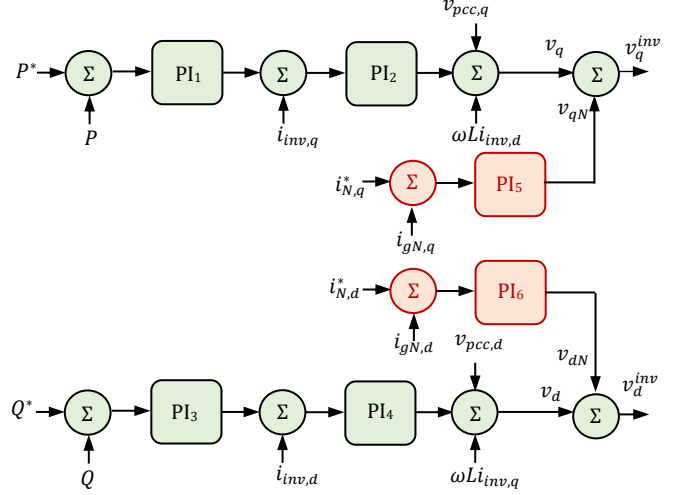 v_{pcc,q}
P* Σ PI₁ Σ PI₂ Σ v_q Σ v_q^{inv}
P i_{inv,q} ωLi_{inv,d} v_{qN}
i*_{N,q} Σ PI₅
i_{gN,q}
i*_{N,d} Σ PI₆
i_{gN,d} v_{pcc,d} v_{dN}
Q* Σ PI₃ Σ PI₄ Σ v_d Σ v_d^{inv}
Q i_{inv,d} ωLi_{inv,q}